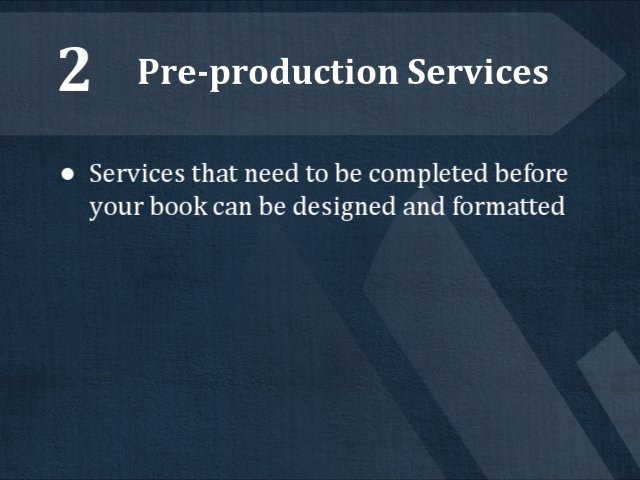 2 Pre-production Services
● Services that need to be completed before
your book can be designed and formatted